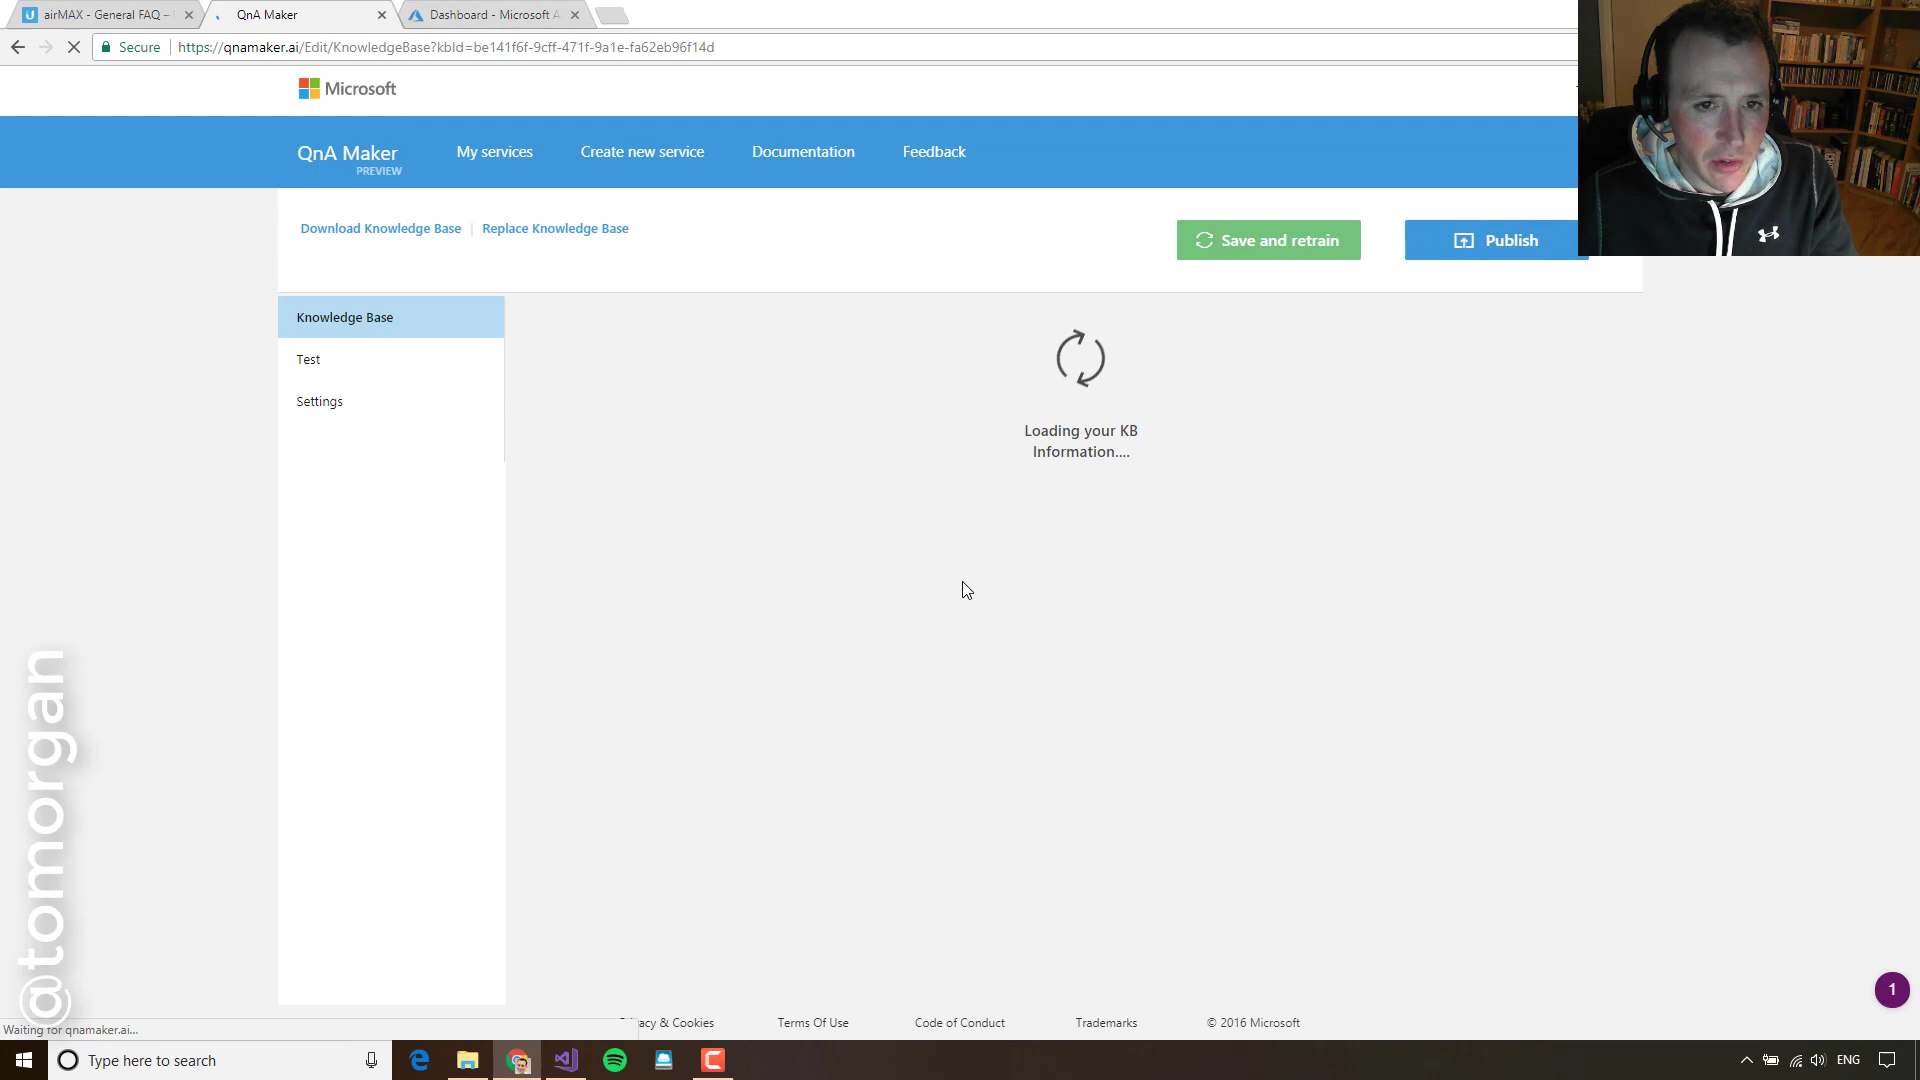 airMAX - General FAQ –
QnA Maker
Dashboard - Microsoft A
Secure
https://qnamaker.ai/Edit/KnowledgeBase?kbId=be141f6f-9cff-471f-9a1e-fa62eb96f14d
Microsoft
QnA Maker
PREVIEW
My services
Create new service
Documentation
Feedback
Download Knowledge Base
Replace Knowledge Base
Save and retrain
Publish
Knowledge Base
Test
Settings
Loading your KB
Information....
@tomorgan
1
Waiting for qnamaker.ai...
acy & Cookies
Terms Of Use
Code of Conduct
Trademarks
© 2016 Microsoft
Type here to search
ENG